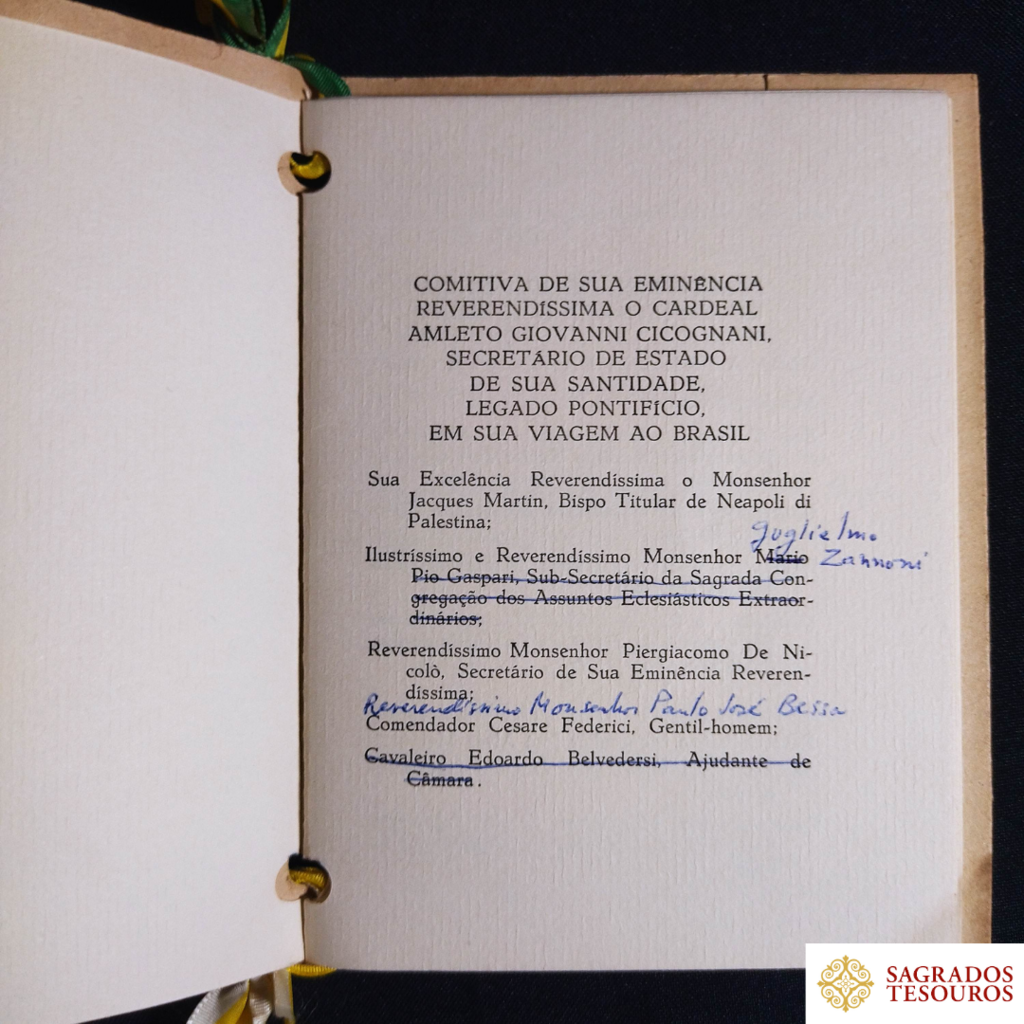 COMITIVA DE SUA EMINÊNCIA
REVERENDÍSSIMA O CARDEAL
AMLETO GIOVANNI CICOGNANI,
SECRETÁRIO DE ESTADO
DE SUA SANTIDADE,
LEGADO PONTIFÍCIO,
EM SUA VIAGEM AO BRASIL
Sua Excelência Reverendíssima o Monsenhor
Jacques Martin, Bispo Titular de Neapoli di
Palestina;
Guglielmo
Ilustríssimo e Reverendíssimo Monsenhor Mário Zannoni
Pio Gaspari, Sub-Secretário da Sagrada Con-
gregação dos Assuntos Eclesiásticos Extraor-
dinários;
Reverendíssimo Monsenhor Piergiacomo De Ni-
colò, Secretário de Sua Eminência Reveren-
díssima;
Reverendíssimo Monsenhor Paulo José Bessa
Comendador Cesare Federici, Gentil-homem;
Cavaleiro Edoardo Belvedersi, Ajudante de
Câmara.
SAGRADOS
TESOUROS